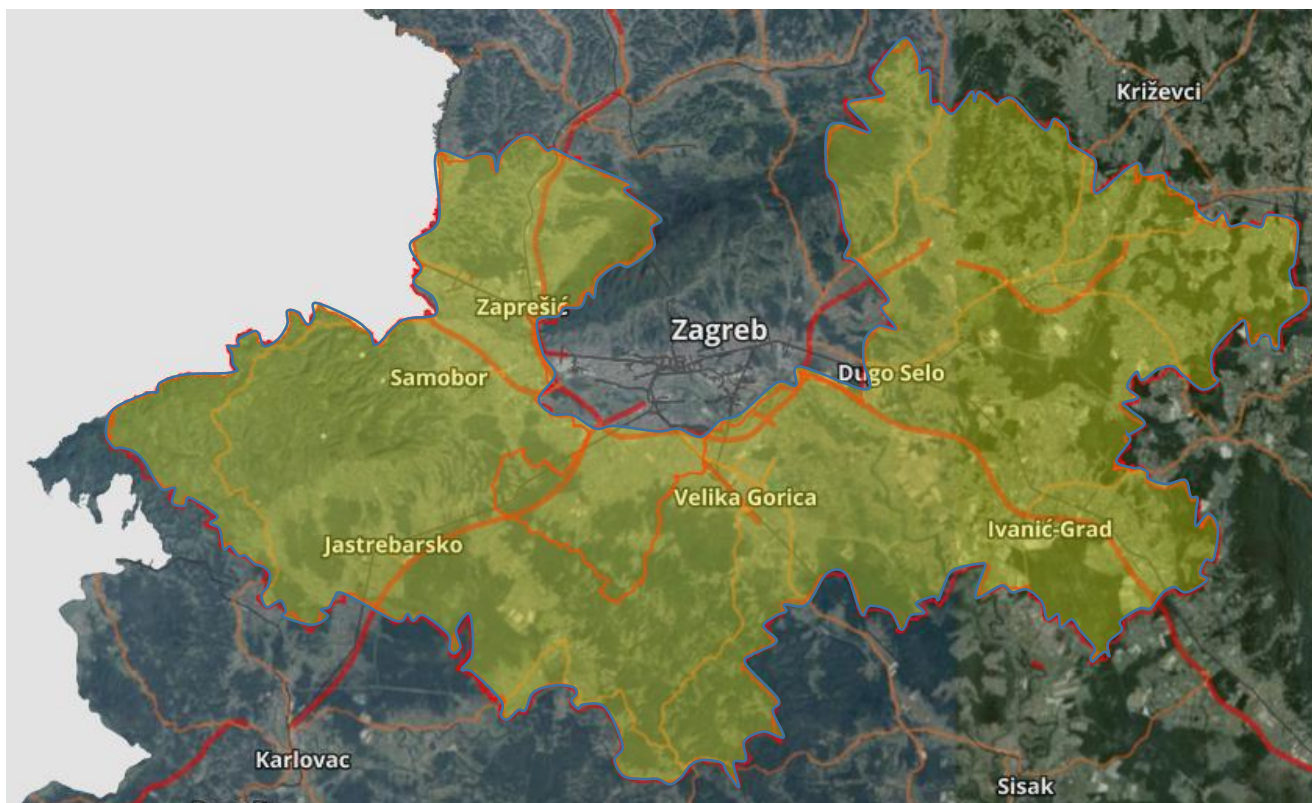 Križevci
Zaprešić
Zagreb
Samobor
Dugo Selo
Velika Gorica
Ivanić-Grad
Jastrebarsko
Karlovac
Sisak